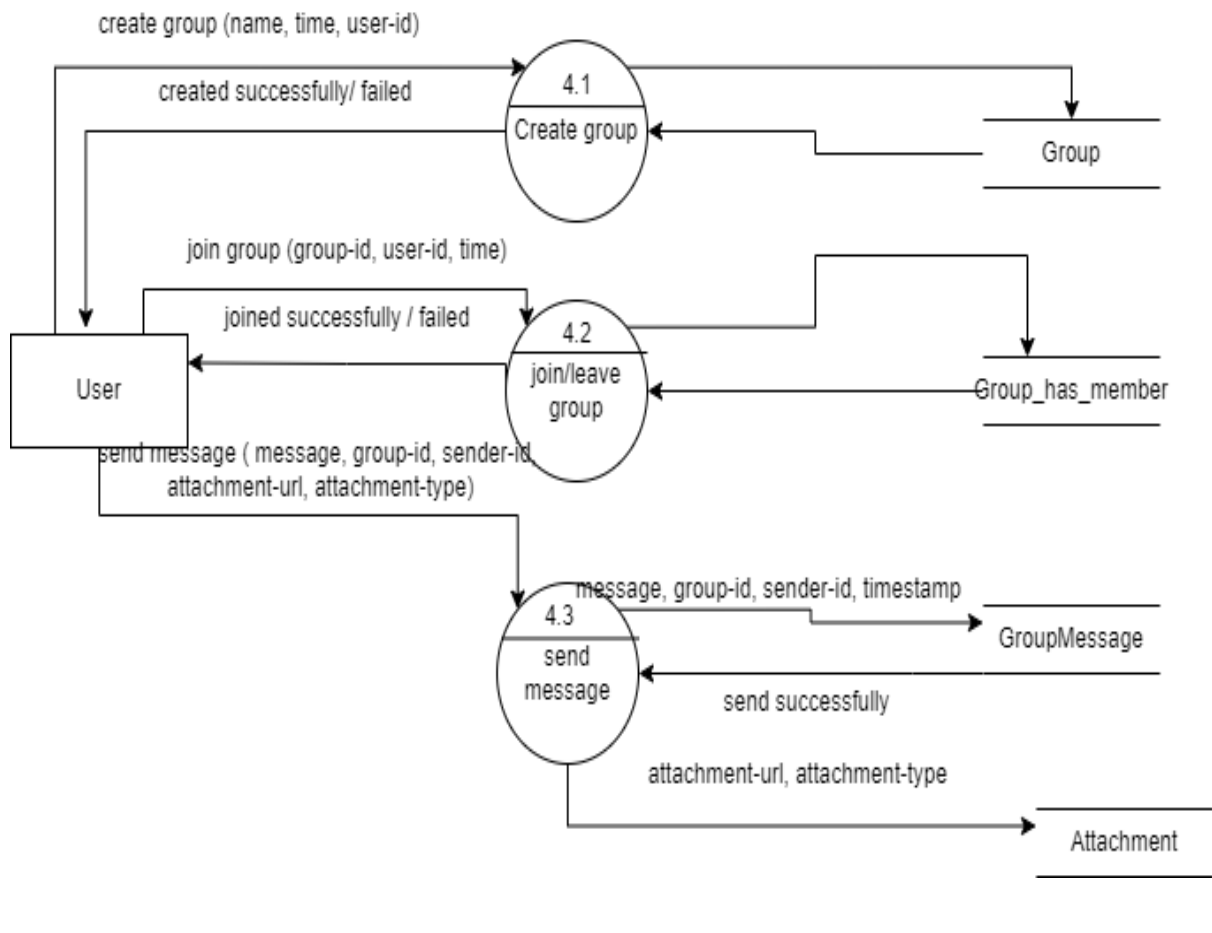 create group (name, time, user-id)
created successfully/ failed
4.1
Create group
Group
join group (group-id, user-id, time)
joined successfully / failed
4.2
join/leave
group
User
Group_has_member
send message ( message, group-id, sender-id,
attachment-url, attachment-type)
message, group-id, sender-id, timestamp
4.3
send
message
GroupMessage
send successfully
attachment-url, attachment-type
Attachment